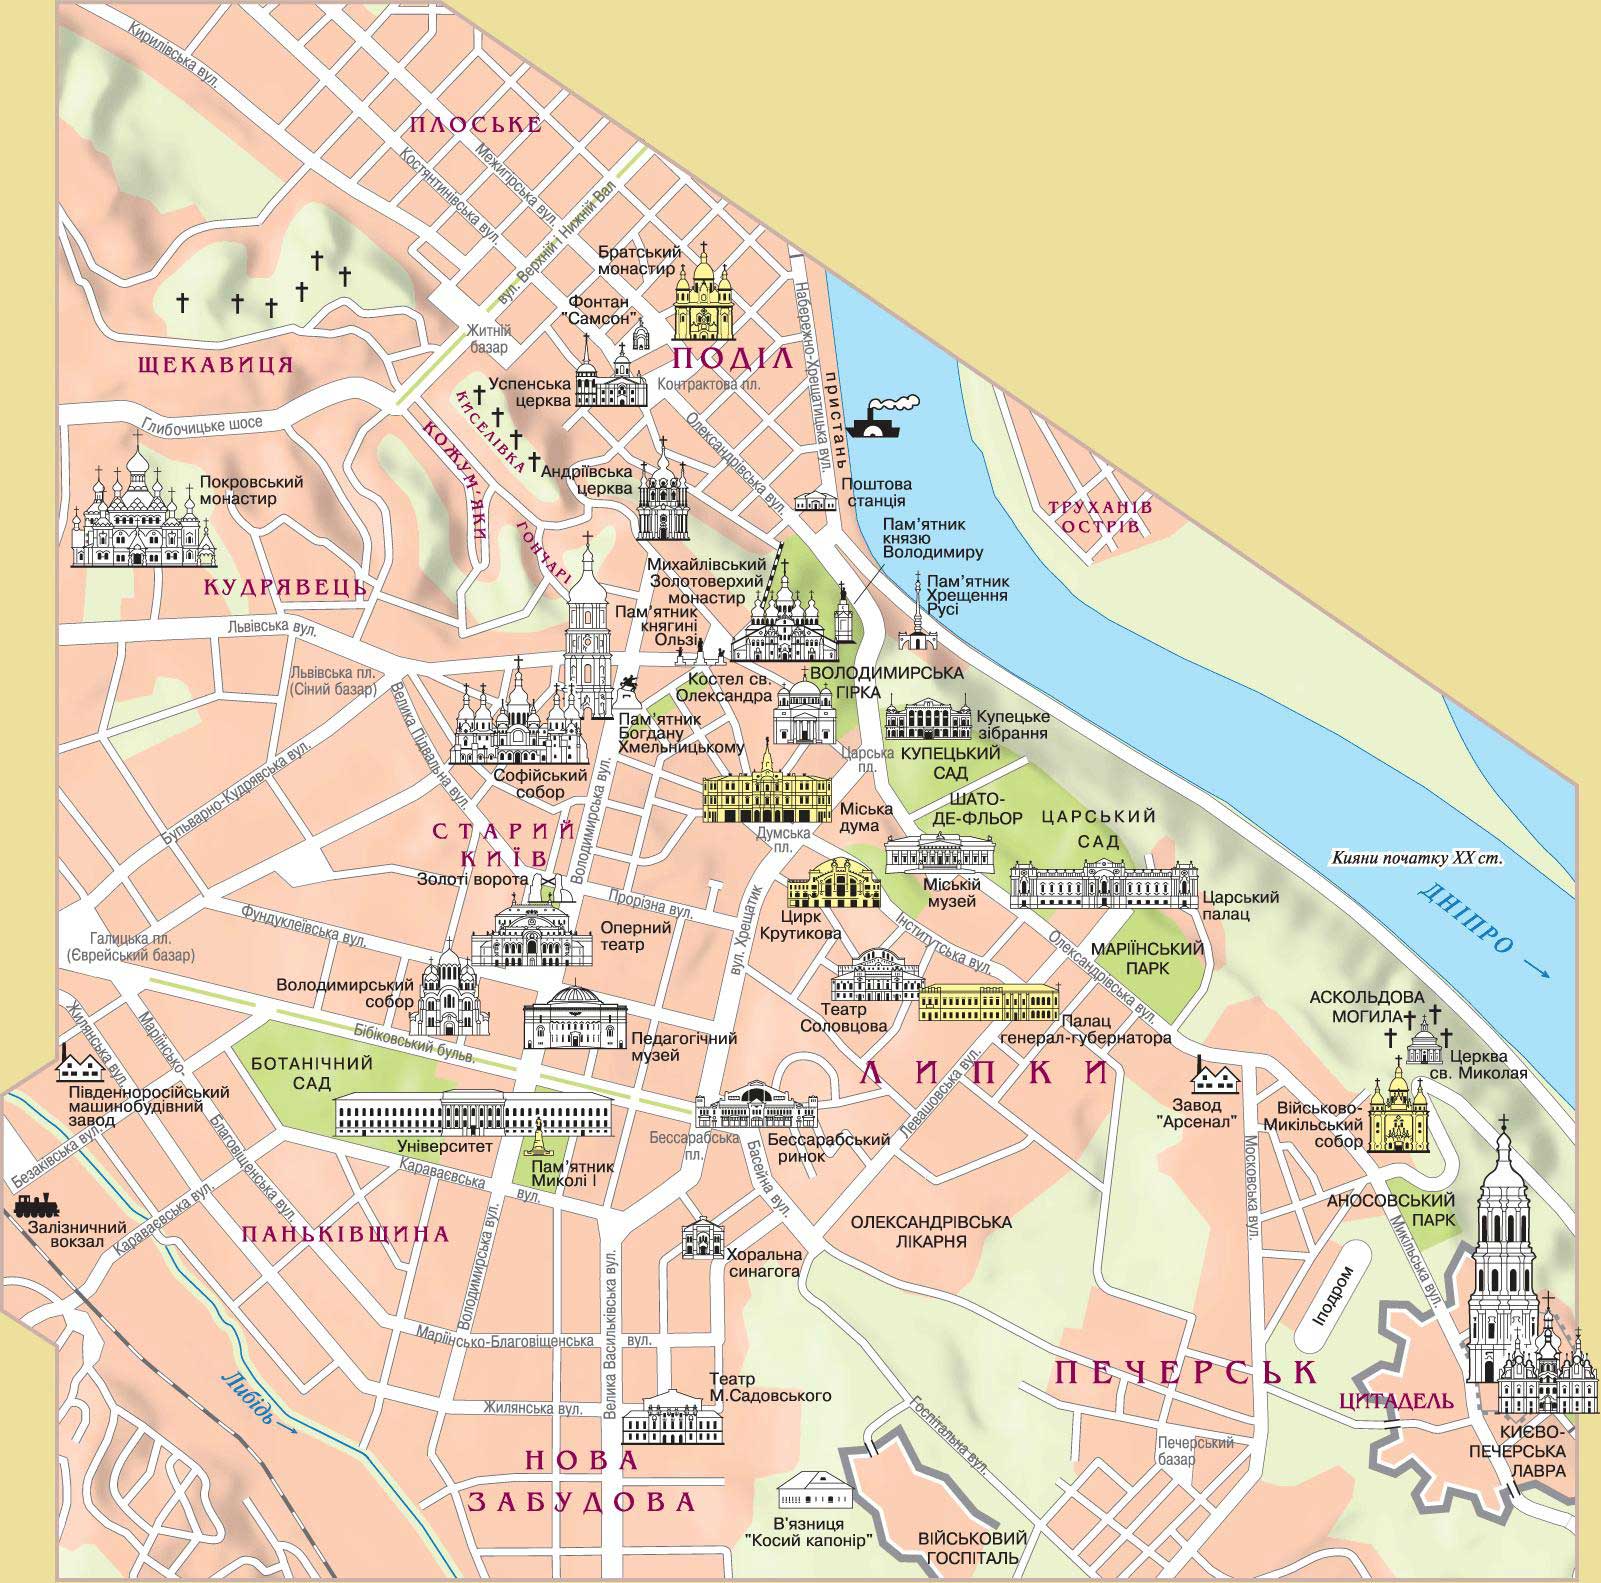 Кирилівська вул.
ПЛОСЬКЕ
Межигірська вул.
Костянтинівська вул.
вул. Верхній і Нижній Вал
Братський
монастир
Фонтан
"Самсон"
Набережно-Хрещатицька вул.
Житній
базар
ЩЕКАВИЦЯ
ПОДІЛ
Контрактова пл.
Успенська
церква
пристань
КИСЕЛІВКА
Глибочицьке шосе
КОЖУМ'ЯКИ
Олександрівська вул.
Андріївська
церква
Покровський
монастир
Поштова
станція
ТРУХАНІВ
ОСТРІВ
ГОНЧАРІ
Пам'ятник
князю
Володимиру
КУДРЯВЕЦЬ
Михайлівський
Золотоверхий
монастир
Пам'ятник
Хрещення
Русі
Пам'ятник
княгині
Ользі
Львівська вул.
Львівська пл.
(Сіний базар)
Костел св.
Олександра
ВОЛОДИМИРСЬКА
ГІРКА
Велика Підвальна вул.
Пам'ятник
Богдану
Хмельницькому
Купецьке
зібрання
Царська
пл.
КУПЕЦЬКИЙ
САД
Софійський
собор
Бульварно-Кудрявська вул.
Володимирська вул.
Міська
дума
ШАТО-
ДЕ-ФЛЬОР
ЦАРСЬКИЙ
САД
Думська
пл.
СТАРИЙ
КИЇВ
Кияни початку XX ст.
Золоті ворота
Міській
музей
Царський
палац
ДНІПРО
Прорізна вул.
вул. Хрещатик
Цирк
Крутикова
Фундуклеївська вул.
Оперний
театр
Інститутська вул.
Олександрівська вул.
МАРІЇНСЬКИЙ
ПАРК
Галицька пл.
(Єврейський базар)
Володимирський
собор
Театр
Соловцова
Палац
генерал-губернатора
АСКОЛЬДОВА
МОГИЛА
Жилянська вул.
Маріїнсько-
Благовіщенська вул.
Бібіковський бульв.
Педагогічний
музей
БОТАНІЧНИЙ
САД
ЛИПКИ
Церква
св. Миколая
Південноросійський
машинобудівний
завод
Левашовська вул.
Завод
"Арсенал"
Військово-
Микільський
собор
Університет
Бессарабська
пл.
Бессарабський
ринок
Безаківська вул.
Караваєвська
вул.
Пам'ятник
Миколі І
Басейна вул.
Московська вул.
АНОСОВСЬКИЙ
ПАРК
Залізничний
вокзал
Караваєвська вул.
ПАНЬКІВЩИНА
Володимирська вул.
ОЛЕКСАНДРІВСЬКА
ЛІКАРНЯ
Микільська вул.
Хоральна
синагога
Велика Васильківська вул.
Іподром
Маріїнсько-Благовіщенська
вул.
Либідь
ПЕЧЕРСЬК
Театр
М.Садовського
ЦИТАДЕЛЬ
Жилянська вул.
Госпітальна вул.
КИЄВО-
ПЕЧЕРСЬКА
ЛАВРА
НОВА
ЗАБУДОВА
Печерський
базар
В'язниця
"Косий капонір"
ВІЙСЬКОВИЙ
ГОСПІТАЛЬ